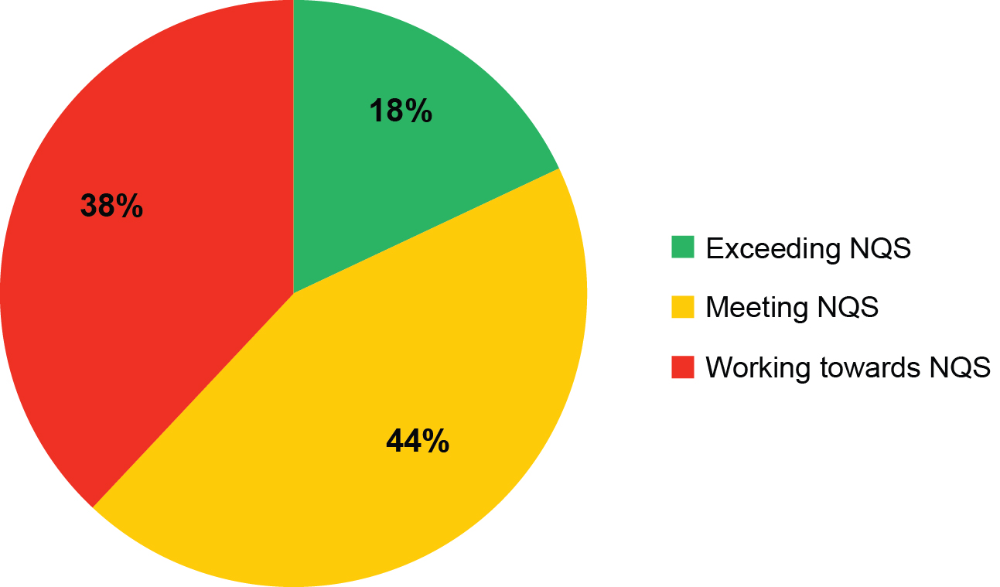 18%
38%
44%
Exceeding NQS
Meeting NQS
Working towards NQS